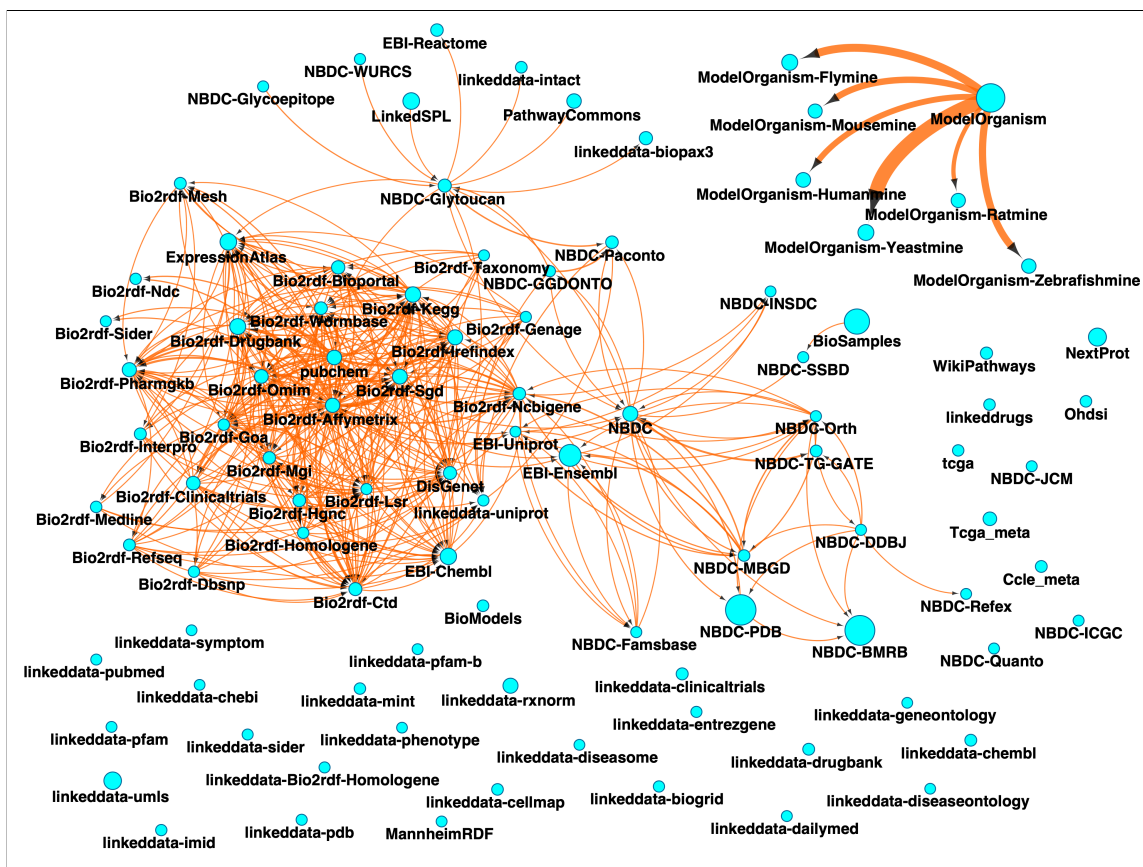 EBI-Reactome
NBDC-WURCS
linkeddata-intact
NBDC-Glycoepitope
LinkedSPL
PathwayCommons
linkeddata-biopax3
ModelOrganism-Flymine
ModelOrganism
ModelOrganism-Mousemine
ModelOrganism-Humanmine
ModelOrganism-Ratmine
ModelOrganism-Yeastmine
ModelOrganism-Zebrafishmine
Bio2rdf-Mesh
NBDC-Glytoucan
ExpressionAtlas
NBDC-Paconto
Bio2rdf-Taxonomy
Bio2rdf-Bioportal
NBDC-GGDONTO
Bio2rdf-Ndc
Bio2rdf-Kegg
NBDC-INSDC
Bio2rdf-Wormbase
Bio2rdf-Genage
Bio2rdf-Sider
Bio2rdf-Drugbank
BioSamples
Bio2rdf-Irefindex
NextProt
NBDC-SSBD
WikiPathways
pubchem
Bio2rdf-Pharmgkb
Bio2rdf-Omim
Bio2rdf-Sgd
Bio2rdf-Ncbigene
Bio2rdf-Affymetrix
linkeddrugs
Ohdsi
NBDC
NBDC-Orth
Bio2rdf-Goa
Bio2rdf-Interpro
EBI-Uniprot
Bio2rdf-Mgi
EBI-Ensembl
NBDC-TG-GATE
tcga
NBDC-JCM
DisGenet
Bio2rdf-Clinicaltrials
Bio2rdf-Lsr
linkeddata-uniprot
Bio2rdf-Medline
Bio2rdf-Hgnc
Tcga_meta
NBDC-DDBJ
Bio2rdf-Homologene
Bio2rdf-Refseq
EBI-Chembl
NBDC-MBGD
Ccle_meta
Bio2rdf-Dbsnp
Bio2rdf-Ctd
NBDC-Refex
BioModels
NBDC-PDB
NBDC-ICGC
linkeddata-symptom
NBDC-Famsbase
NBDC-BMRB
NBDC-Quanto
linkeddata-pubmed
linkeddata-pfam-b
linkeddata-clinicaltrials
linkeddata-chebi
linkeddata-mint
linkeddata-rxnorm
linkeddata-geneontology
linkeddata-entrezgene
linkeddata-pfam
linkeddata-sider
linkeddata-phenotype
linkeddata-diseasome
linkeddata-drugbank
linkeddata-chembl
linkeddata-Bio2rdf-Homologene
linkeddata-umls
linkeddata-cellmap
linkeddata-biogrid
linkeddata-diseaseontology
linkeddata-imid
linkeddata-pdb
MannheimRDF
linkeddata-dailymed